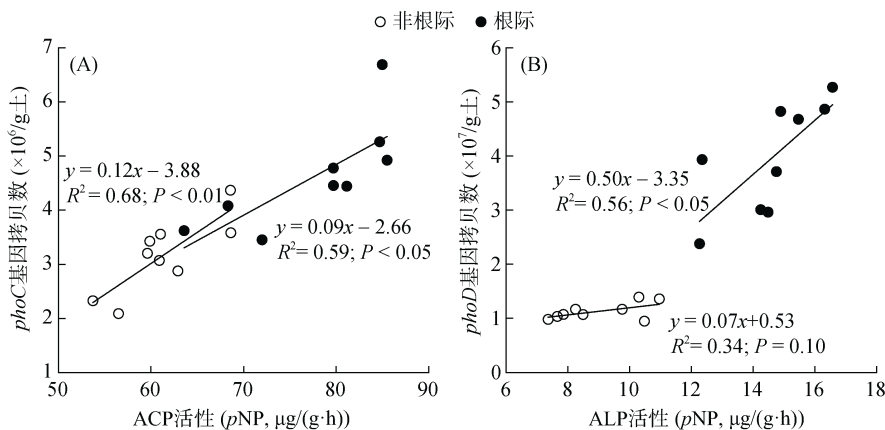 非根际 根际
(A)
7
6
5
4
3
2
1
phoC基因拷贝数 (×10⁶/g土)
y = 0.12x – 3.88
R² = 0.68; P < 0.01
y = 0.09x – 2.66
R² = 0.59; P < 0.05
50 60 70 80 90
ACP活性 (pNP, μg/(g·h))
(B)
6
5
4
3
2
1
0
phoD基因拷贝数 (×10⁷/g土)
y = 0.50x – 3.35
R² = 0.56; P < 0.05
y = 0.07x+0.53
R² = 0.34; P = 0.10
6 8 10 12 14 16 18
ALP活性 (pNP, μg/(g·h))